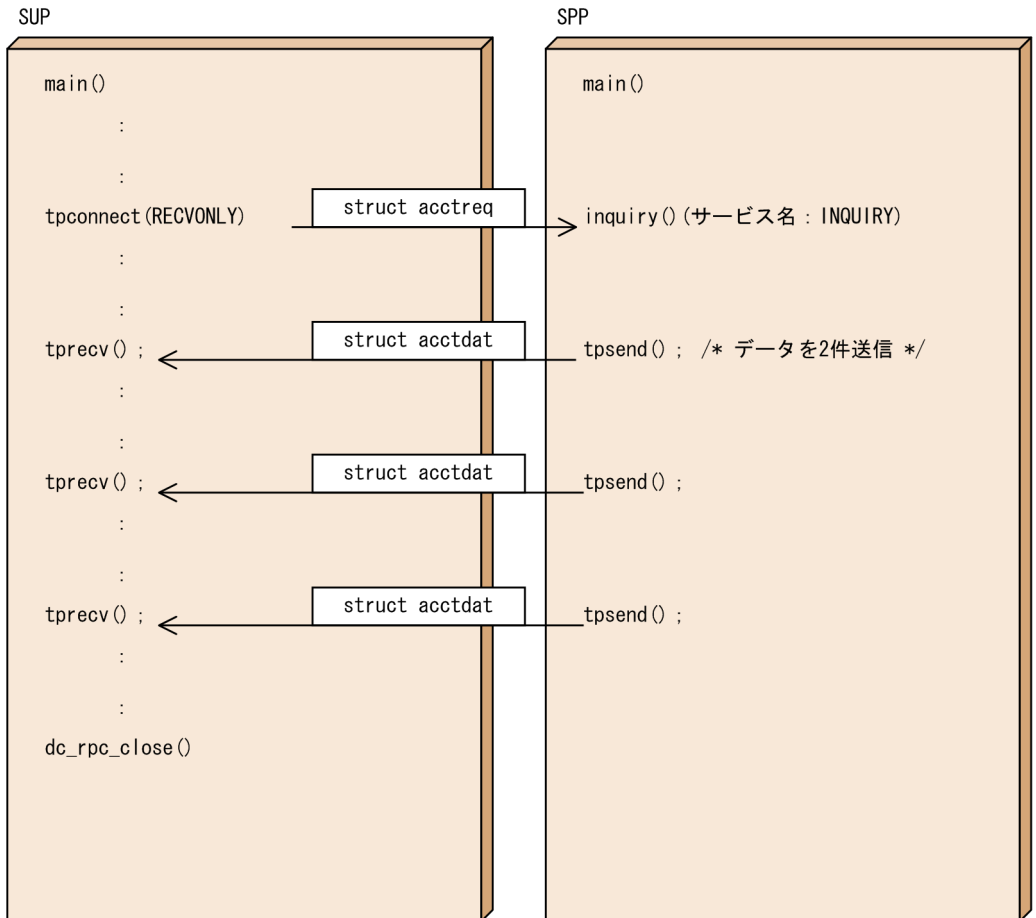 SUP
SPP
main()
main()
:
:
tpconnect(RECVONLY)
struct acctreq
inquiry()(サービス名：INQUIRY)
:
:
tprecv();
struct acctdat
tpsend(); /* データを2件送信 */
:
:
tprecv();
struct acctdat
tpsend();
:
:
tprecv();
struct acctdat
tpsend();
:
:
dc_rpc_close()